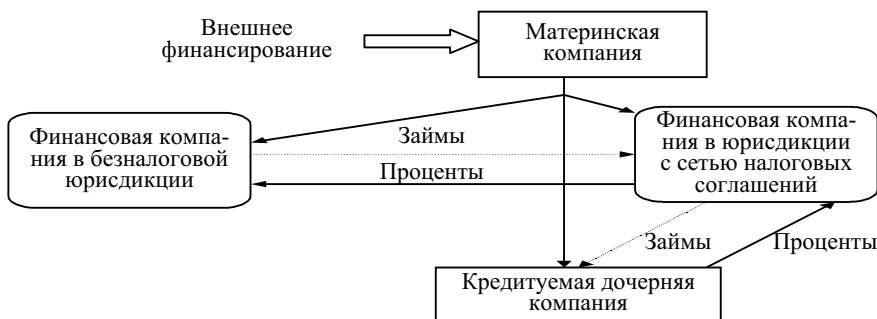 Внешнее
финансирование
Материнская
компания
Финансовая компа-
ния в безналоговой
юрисдикции
Займы
Проценты
Финансовая компа-
ния в юрисдикции
с сетью налоговых
соглашений
Займы
Проценты
Кредитуемая дочерняя
компания